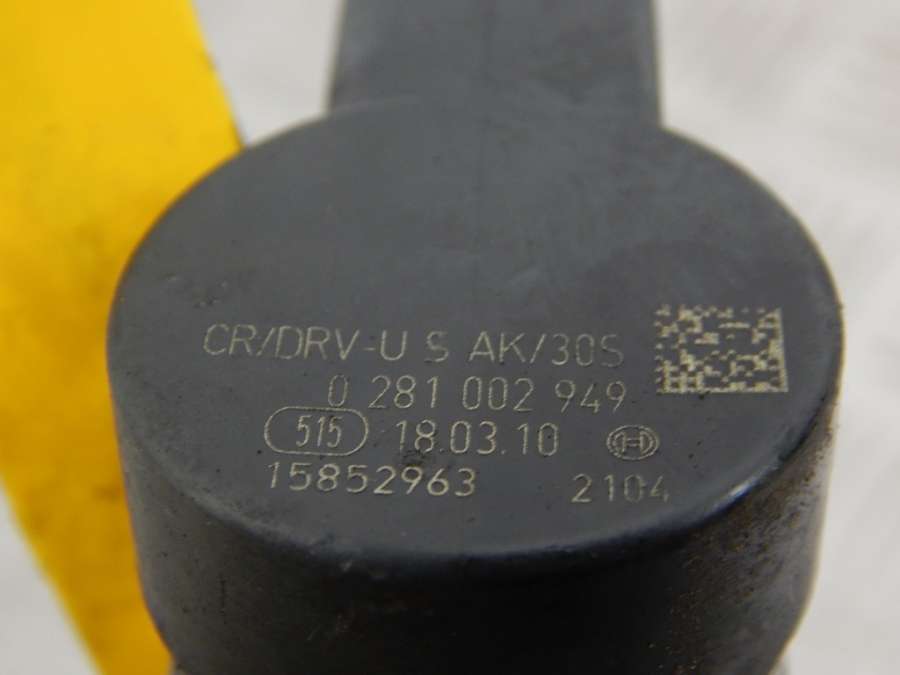 CR/DRV-U S AK/30S
0 281 002 949
515 18.03.10
15852963 2104